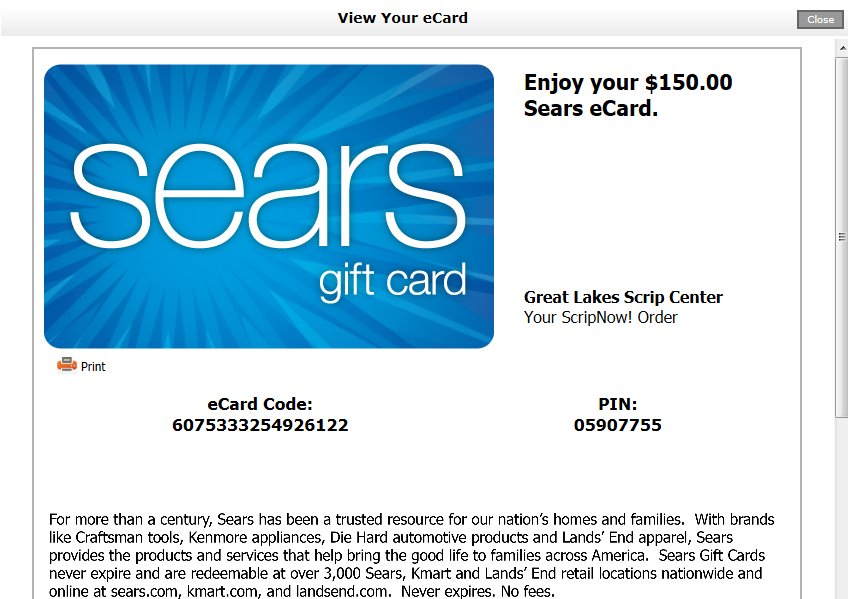 View Your eCard
Close
sears
gift card
Enjoy your $150.00
Sears eCard.
Great Lakes Scrip Center
Your ScripNow! Order
Print
eCard Code:
6075333254926122
PIN:
05907755
For more than a century, Sears has been a trusted resource for our nation's homes and families.  With brands
like Craftsman tools, Kenmore appliances, Die Hard automotive products and Lands' End apparel, Sears
provides the products and services that help bring the good life to families across America.  Sears Gift Cards
never expire and are redeemable at over 3,000 Sears, Kmart and Lands' End retail locations nationwide and
online at sears.com, kmart.com, and landsend.com.  Never expires. No fees.